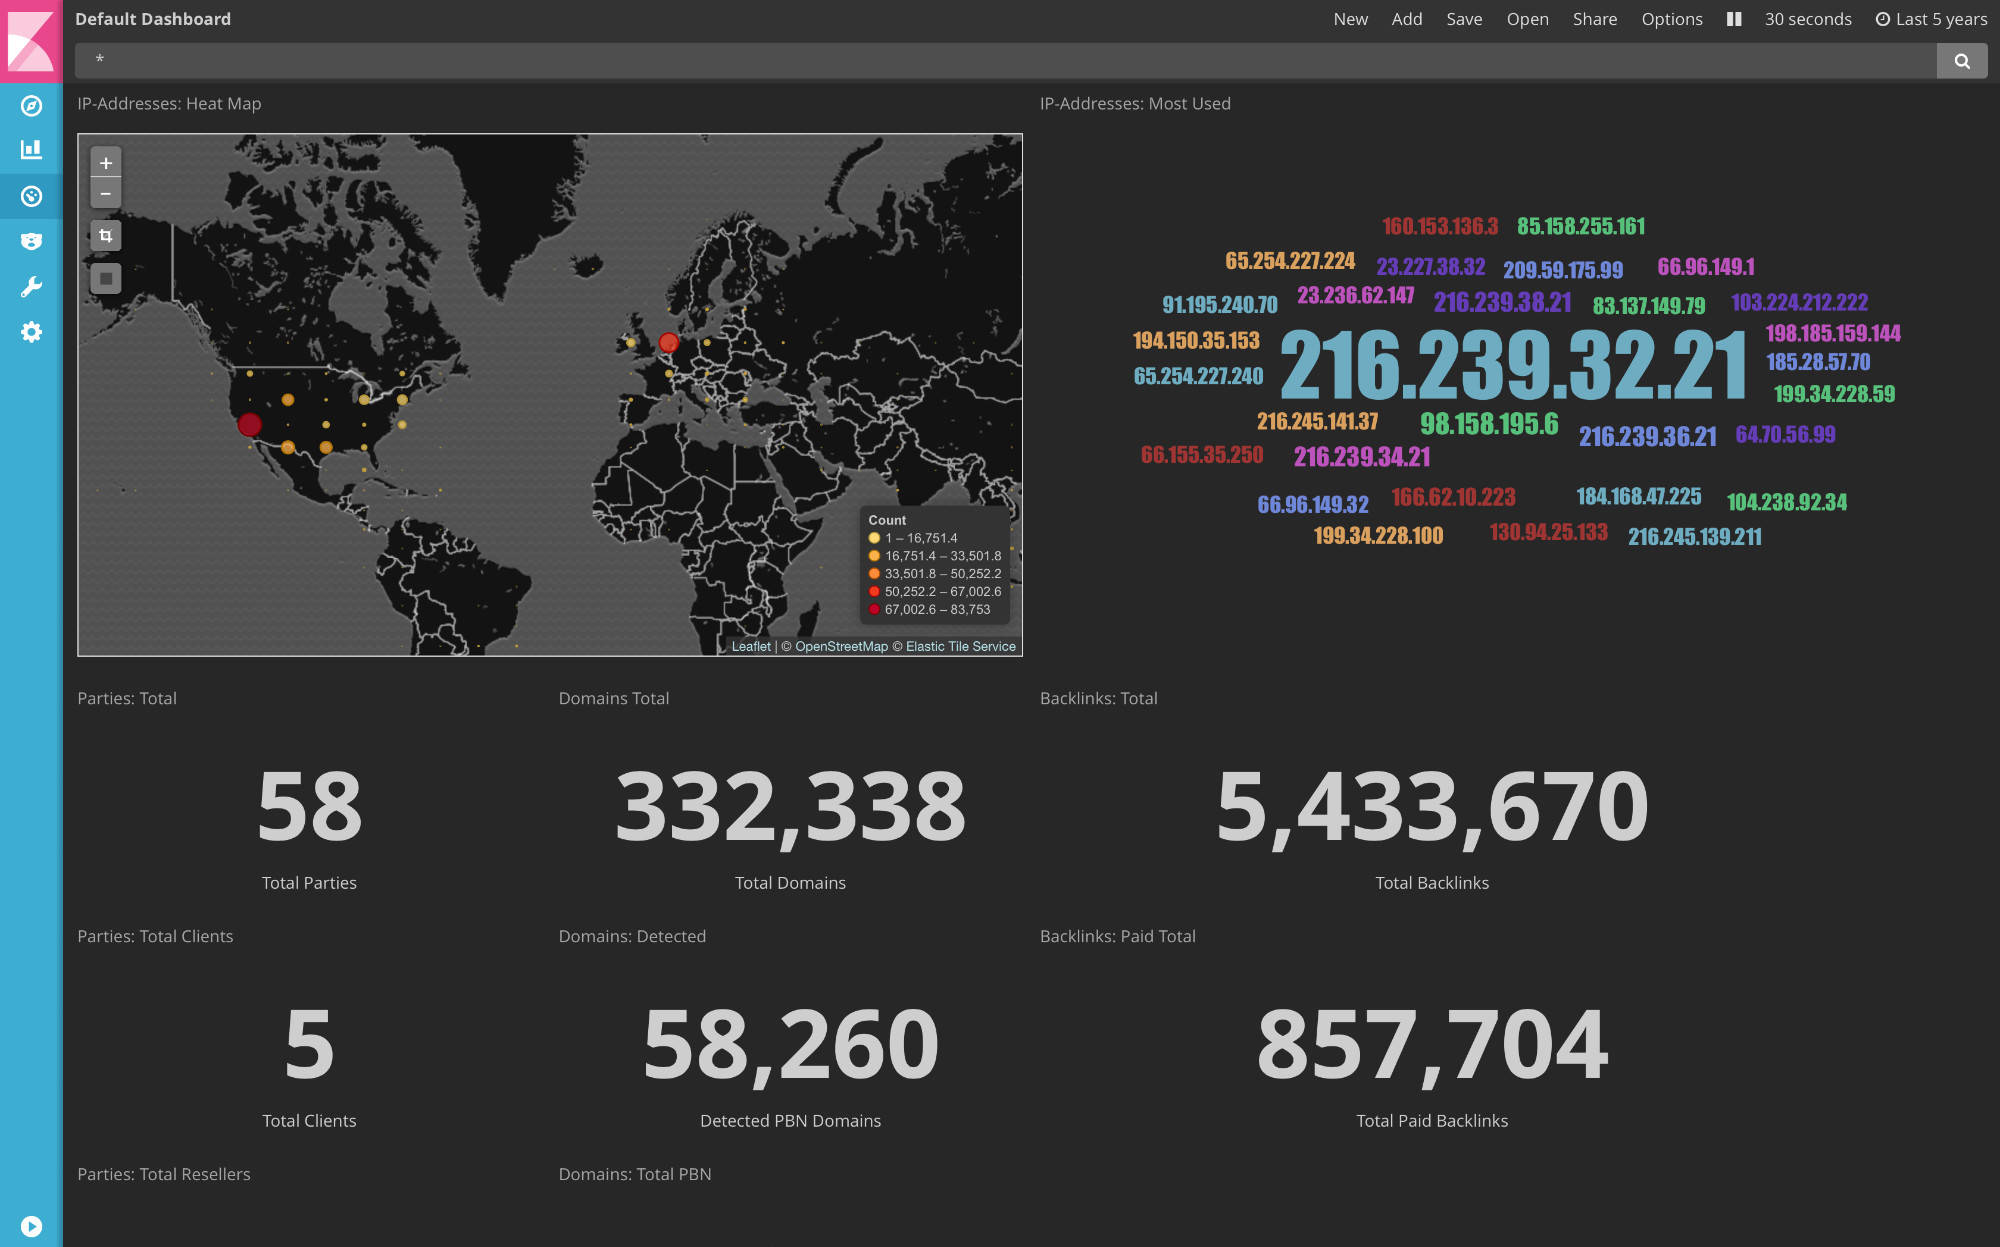 Default Dashboard
New Add Save Open Share Options 30 seconds Last 5 years
*
IP-Addresses: Heat Map
+
−
Count
1 – 16,751.4
16,751.4 – 33,501.8
33,501.8 – 50,252.2
50,252.2 – 67,002.6
67,002.6 – 83,753
Leaflet | © OpenStreetMap © Elastic Tile Service
IP-Addresses: Most Used
160.153.136.3 85.158.255.161
65.254.227.224 23.227.38.32 209.59.175.99 66.96.149.1
91.195.240.70 23.236.62.147 216.239.38.21 83.137.149.79 103.224.212.222
194.150.35.153 216.239.32.21 198.185.159.144
185.28.57.70
65.254.227.240 199.34.228.59
216.245.141.37 98.158.195.6 216.239.36.21 64.70.56.99
66.155.35.250 216.239.34.21
66.96.149.32 166.62.10.223 184.168.47.225 104.238.92.34
199.34.228.100 130.94.25.133 216.245.139.211
Parties: Total
58
Total Parties
Domains Total
332,338
Total Domains
Backlinks: Total
5,433,670
Total Backlinks
Parties: Total Clients
5
Total Clients
Domains: Detected
58,260
Detected PBN Domains
Backlinks: Paid Total
857,704
Total Paid Backlinks
Parties: Total Resellers
Domains: Total PBN